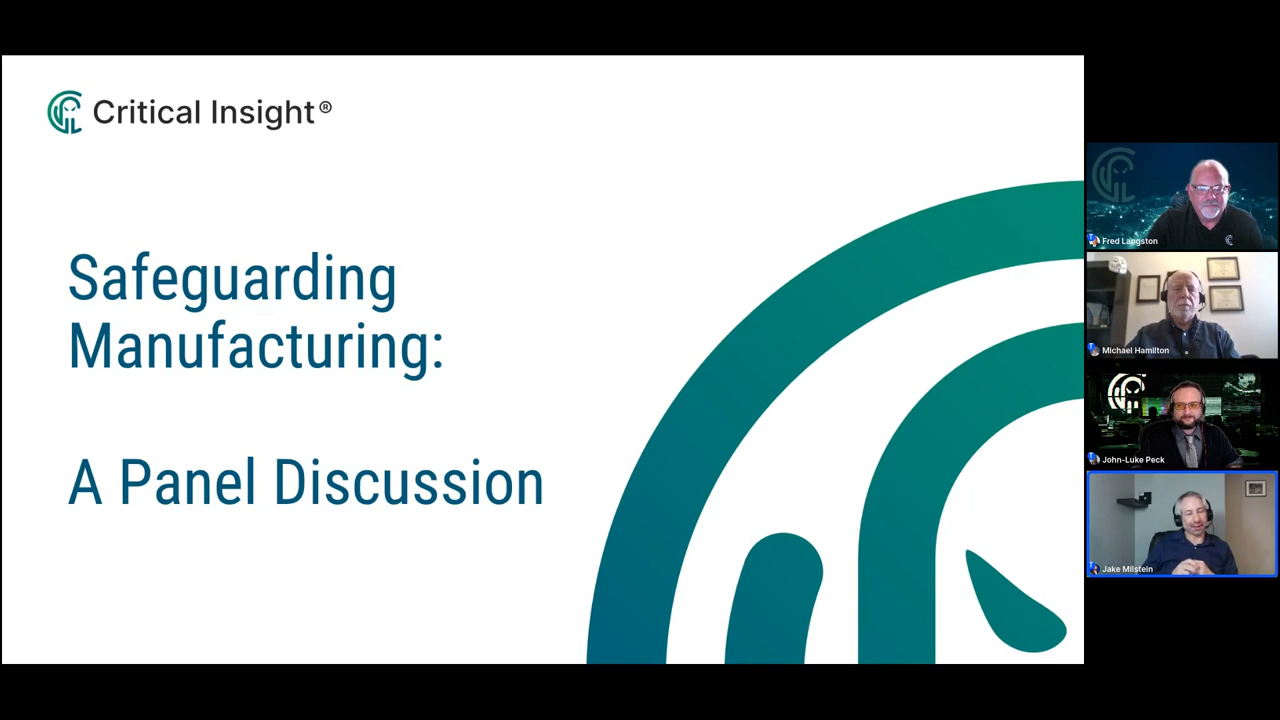 Critical Insight®
Safeguarding
Manufacturing:
A Panel Discussion
Fred Langston
Michael Hamilton
John-Luke Peck
Jake Milstein